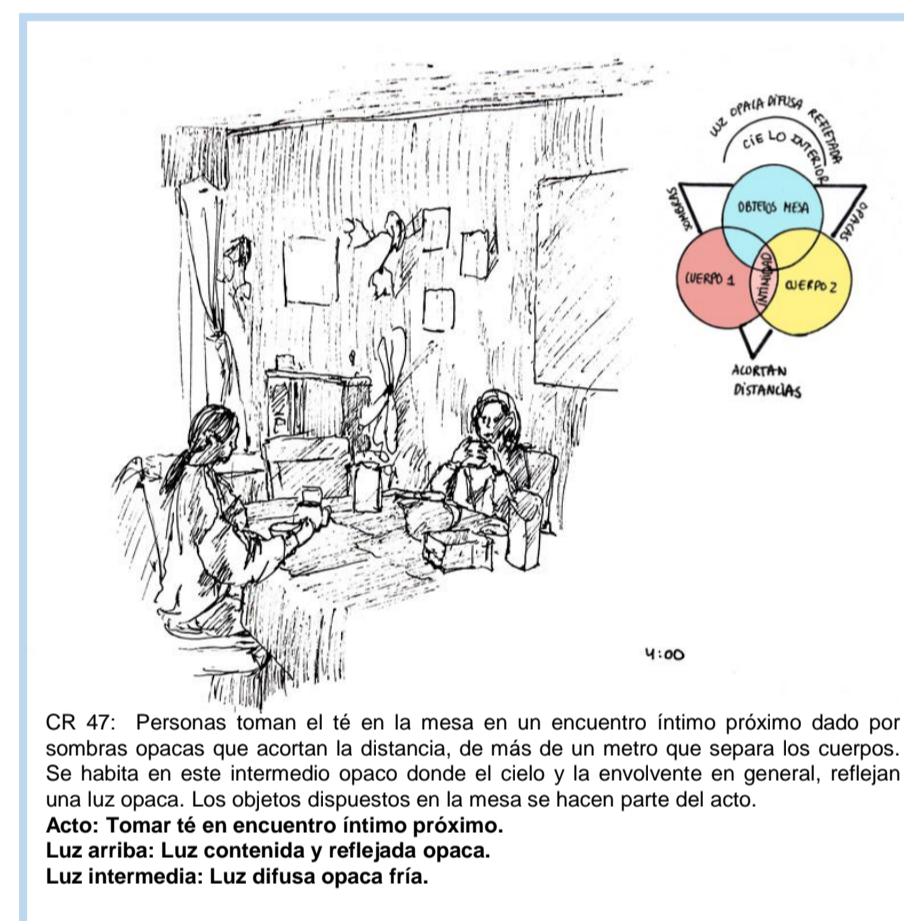 LUZ OPACA DIFUSA REFLETADA
CIELO INTERIOR
SOMBRAS
OBJETOS MESA
OPACAS
CUERPO 1
INTIMIDAD
CUERPO 2
ACORTAN
DISTANCIAS
4:00
CR 47: Personas toman el té en la mesa en un encuentro íntimo próximo dado por
sombras opacas que acortan la distancia, de más de un metro que separa los cuerpos.
Se habita en este intermedio opaco donde el cielo y la envolvente en general, reflejan
una luz opaca. Los objetos dispuestos en la mesa se hacen parte del acto.
Acto: Tomar té en encuentro íntimo próximo.
Luz arriba: Luz contenida y reflejada opaca.
Luz intermedia: Luz difusa opaca fría.